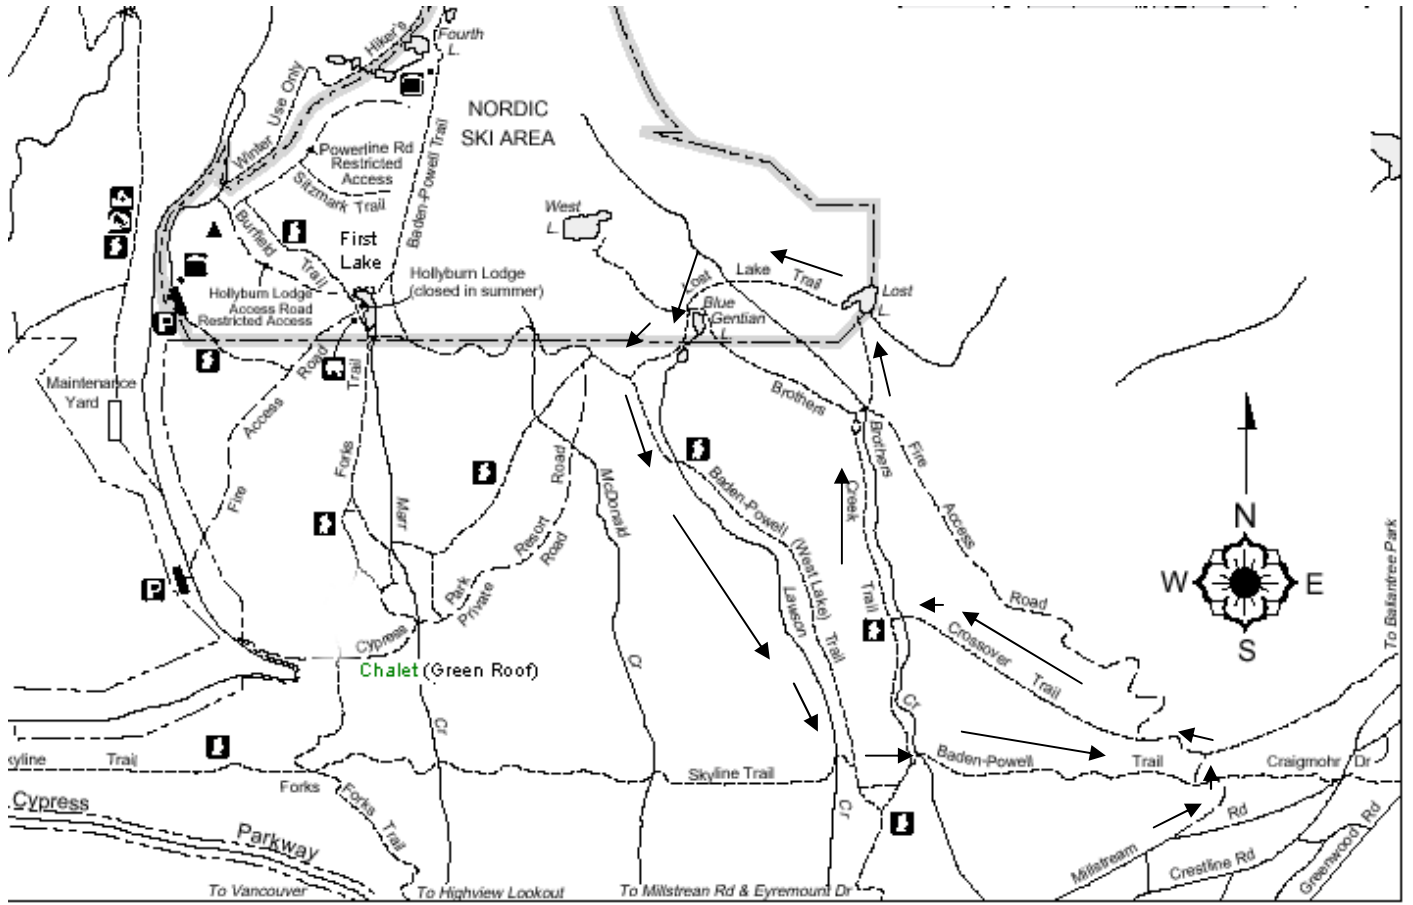 Hiker's
Fourth
L.
Winter Use Only
NORDIC
SKI AREA
Powerline Rd
Restricted
Access
Sitzmark Trail
Baden-Powell Trail
Burfield Trail
West
L.
First
Lake
Hollyburn Lodge
(closed in summer)
Hollyburn Lodge
Access Road
Restricted Access
Lost Lake Trail
Lost
L.
Blue
Gentian
L.
P
Maintenance
Yard
Fire Access Road
Forks Trail
Marr
Cr
Brothers
Brothers
Creek
Trail
Cr
Fire Access Road
McDonald
Cr
Resort
Road
Park
Private
Road
Baden-Powell (West Lake) Trail
Lawson
Cr
P
Cypress
Chalet (Green Roof)
Crossover Trail
N
W E
S
To Ballantree Park
kyline Trail
Skyline Trail
Baden-Powell Trail
Craigmohr Dr
Forks
Forks Trail
Cypress
Parkway
Millstream Rd
Crestline Rd
Greenwood Rd
To Vancouver
To Highview Lookout
To Millstrean Rd & Eyremount Dr